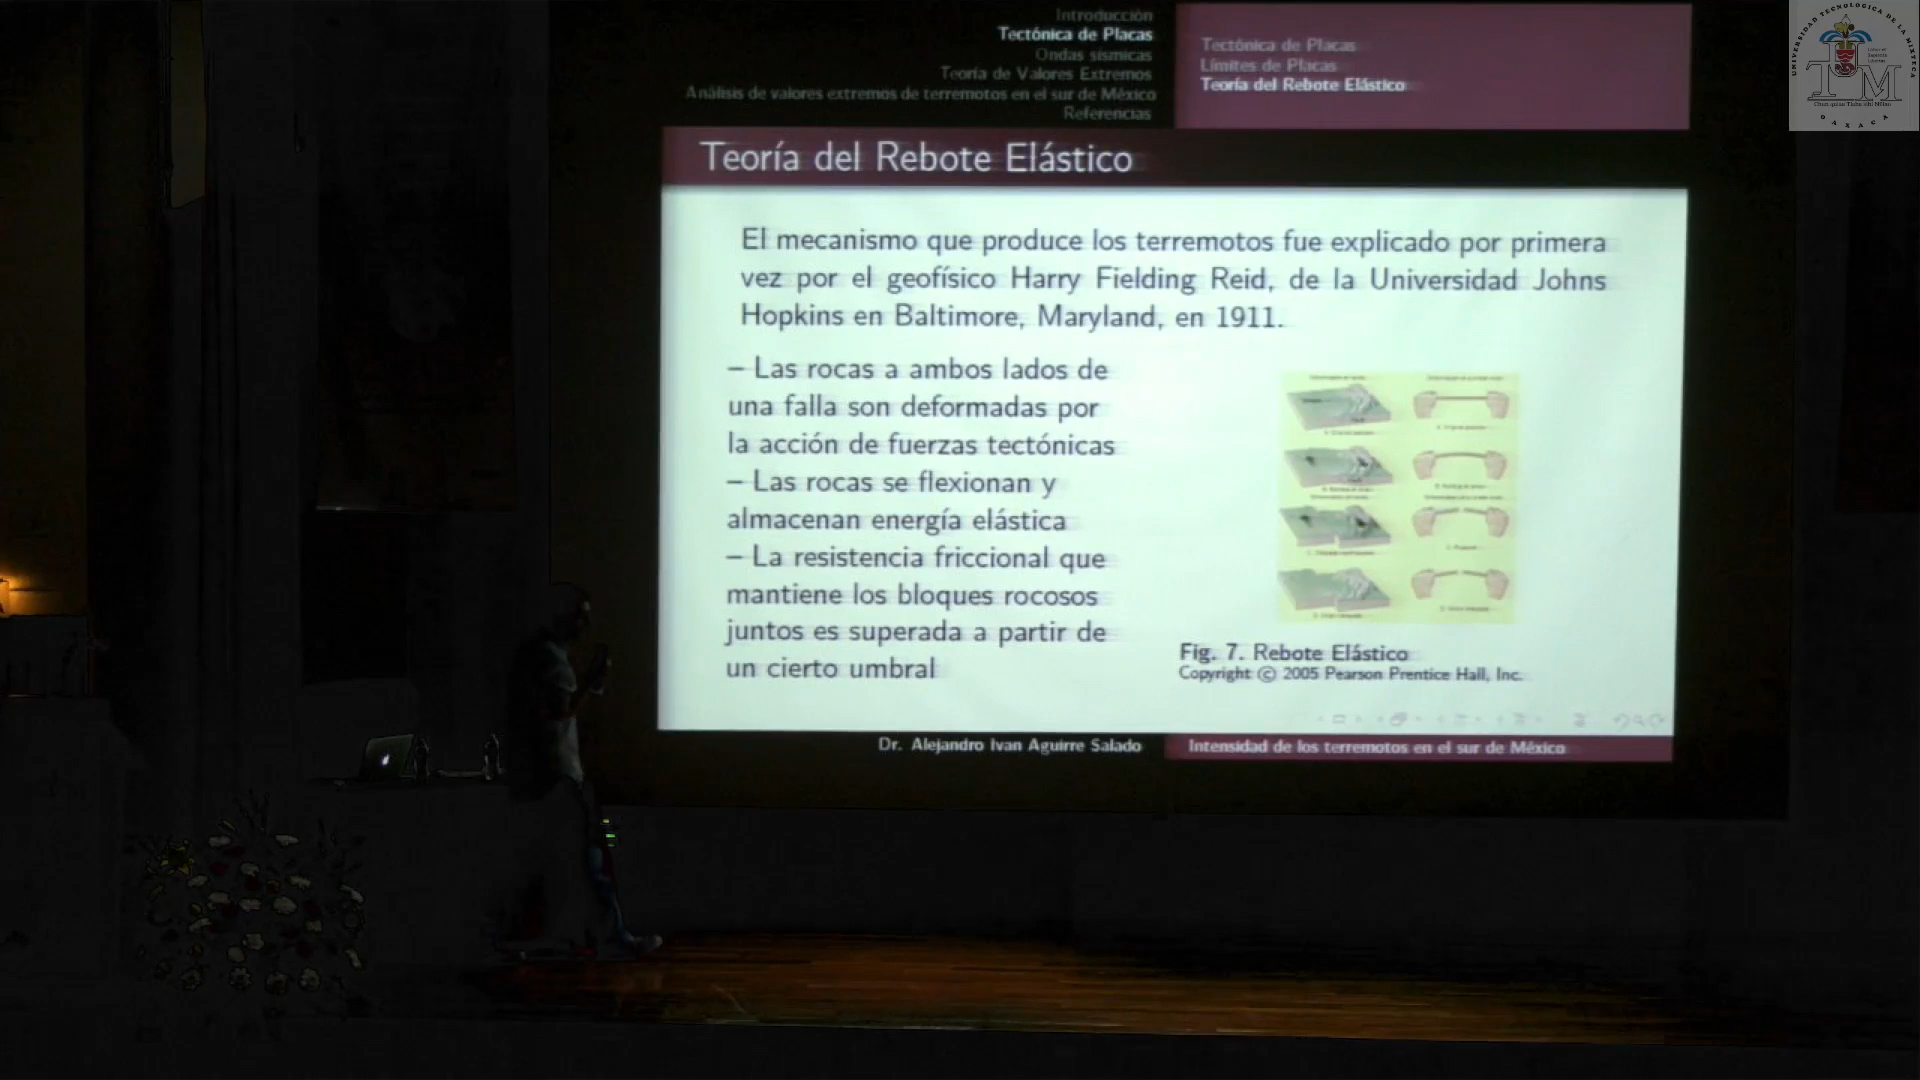 Introducción
Tectónica de Placas
Ondas sísmicas
Teoría de Valores Extremos
Análisis de valores extremos de terremotos en el sur de México
Referencias
Tectónica de Placas
Límites de Placas
Teoría del Rebote Elástico
Teoría del Rebote Elástico
El mecanismo que produce los terremotos fue explicado por primera
vez por el geofísico Harry Fielding Reid, de la Universidad Johns
Hopkins en Baltimore, Maryland, en 1911.
– Las rocas a ambos lados de
una falla son deformadas por
la acción de fuerzas tectónicas
– Las rocas se flexionan y
almacenan energía elástica
– La resistencia friccional que
mantiene los bloques rocosos
juntos es superada a partir de
un cierto umbral
Fig. 7. Rebote Elástico
Copyright © 2005 Pearson Prentice Hall, Inc.
Dr. Alejandro Ivan Aguirre Salado
Intensidad de los terremotos en el sur de México
UNIVERSIDAD TECNOLOGICA DE LA MIXTECA
UTM
OAXACA